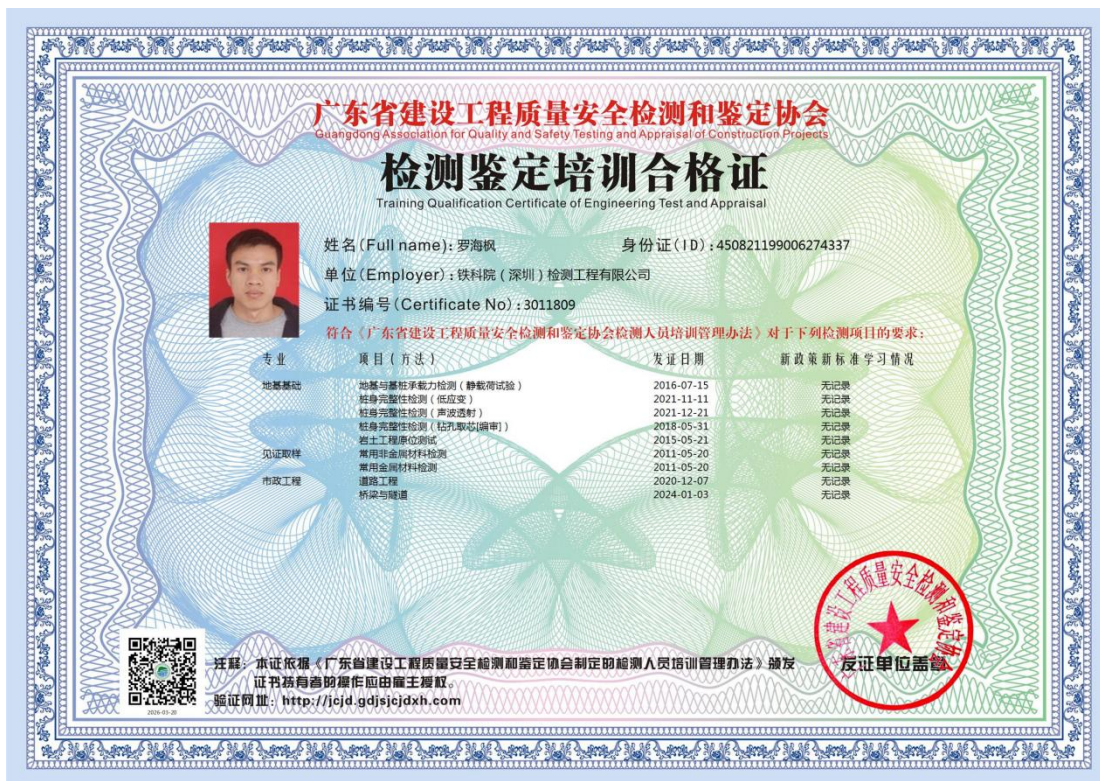 广东省建设工程质量安全检测和鉴定协会
Guangdong Association for Quality and Safety Testing and Appraisal of Construction Projects
检测鉴定培训合格证
Training Qualification Certificate of Engineering Test and Appraisal
姓名(Full name)：罗海枫 身份证(ID)：450821199006274337
单位(Employer)：铁科院（深圳）检测工程有限公司
证书编号(Certificate No)：3011809
符合《广东省建设工程质量安全检测和鉴定协会检测人员培训管理办法》对于下列检测项目的要求：
专业 项目(方法) 发证日期 新政策新标准学习情况
地基基础 地基与基桩承载力检测（静载荷试验） 2016-07-15 无记录
桩身完整性检测（低应变） 2021-11-11 无记录
桩身完整性检测（声波透射） 2021-12-21 无记录
桩身完整性检测（钻孔取芯[编审]） 2018-05-31 无记录
岩土工程原位测试 2015-05-21 无记录
见证取样 常用非金属材料检测 2011-05-20 无记录
常用金属材料检测 2011-05-20 无记录
市政工程 道路工程 2020-12-07 无记录
桥梁与隧道 2024-01-03 无记录
广东省建设工程质量安全检测和鉴定协会
发证单位盖章
注释：本证依据《广东省建设工程质量安全检测和鉴定协会制定的检测人员培训管理办法》颁发
证书持有者的操作应由雇主授权。
验证网址：http://jcjd.gdjsjcjdxh.com
2026-03-20